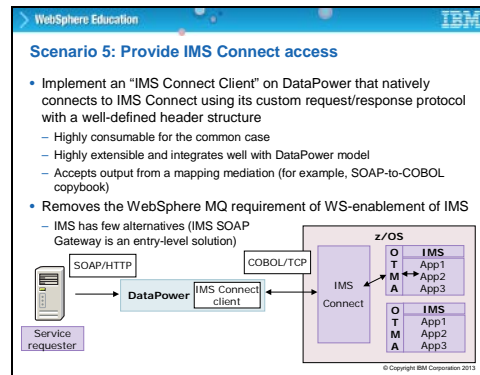 WebSphere Education
IBM
Scenario 5: Provide IMS Connect access
• Implement an “IMS Connect Client” on DataPower that natively
connects to IMS Connect using its custom request/response protocol
with a well-defined header structure
– Highly consumable for the common case
– Highly extensible and integrates well with DataPower model
– Accepts output from a mapping mediation (for example, SOAP-to-COBOL
copybook)
• Removes the WebSphere MQ requirement of WS-enablement of IMS
– IMS has few alternatives (IMS SOAP
Gateway is an entry-level solution)
z/OS
SOAP/HTTP
COBOL/TCP
DataPower
IMS Connect
client
IMS
Connect
O
T
M
A
IMS
App1
App2
App3
O
T
M
A
IMS
App1
App2
App3
Service
requester
© Copyright IBM Corporation 2013